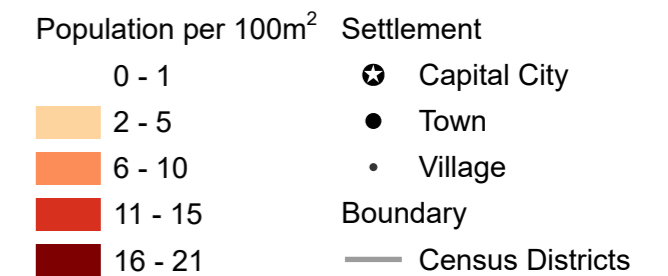 Population per 100m²
0 - 1
2 - 5
6 - 10
11 - 15
16 - 21
Settlement
Capital City
Town
Village
Boundary
Census Districts